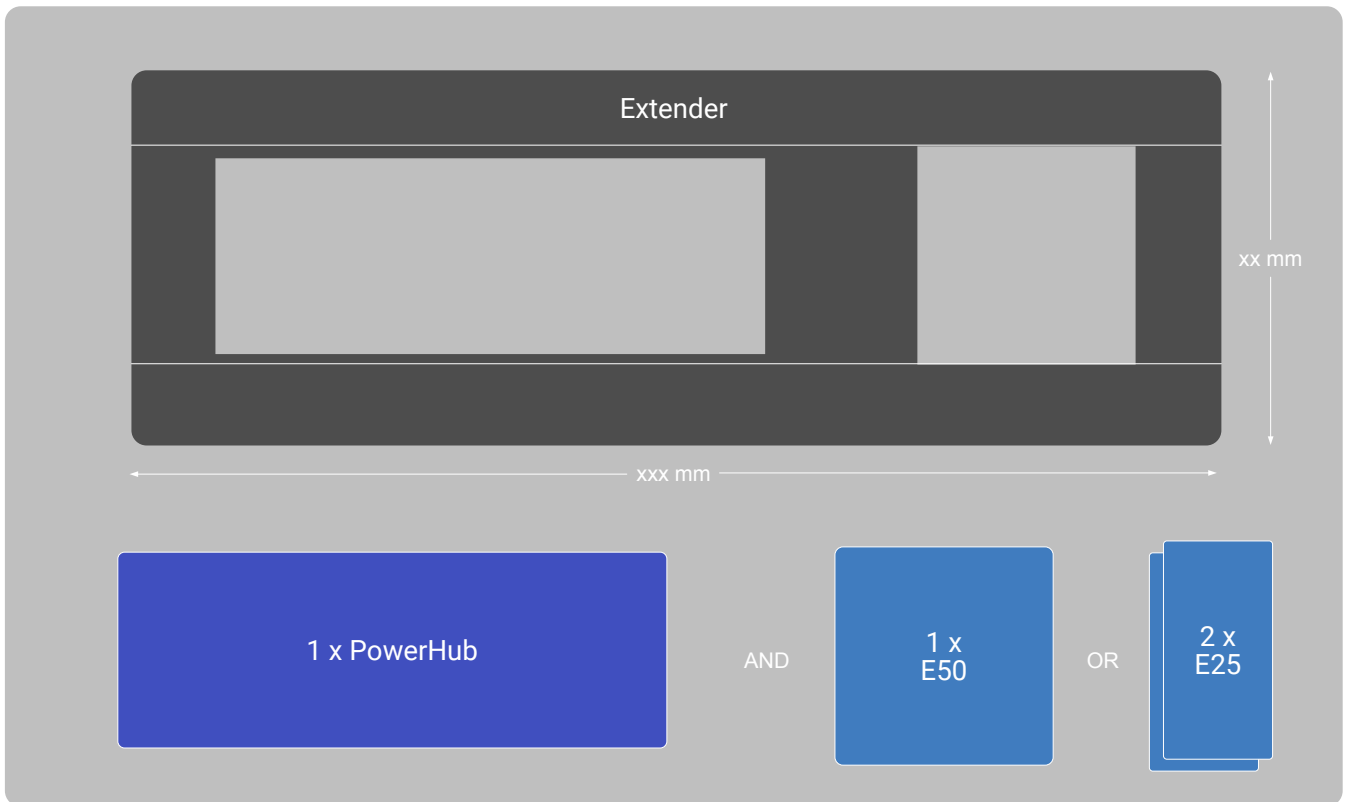 Extender
xx mm
xxx mm
1 x PowerHub
AND
1 x
E50
OR
2 x
E25